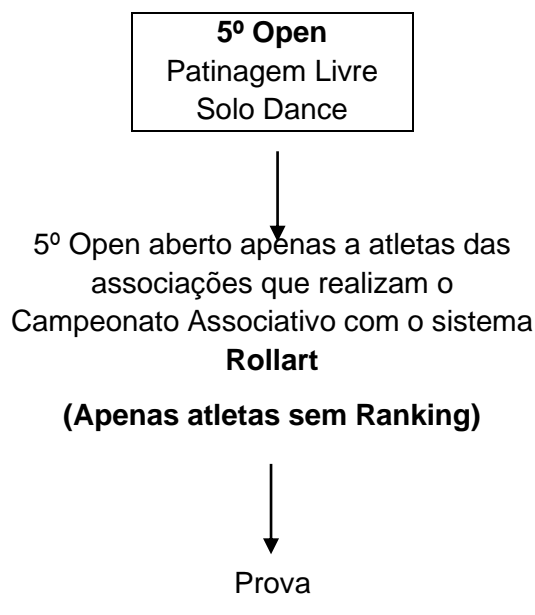 5º Open
Patinagem Livre
Solo Dance
5º Open aberto apenas a atletas das
associações que realizam o
Campeonato Associativo com o sistema
Rollart
(Apenas atletas sem Ranking)
Prova